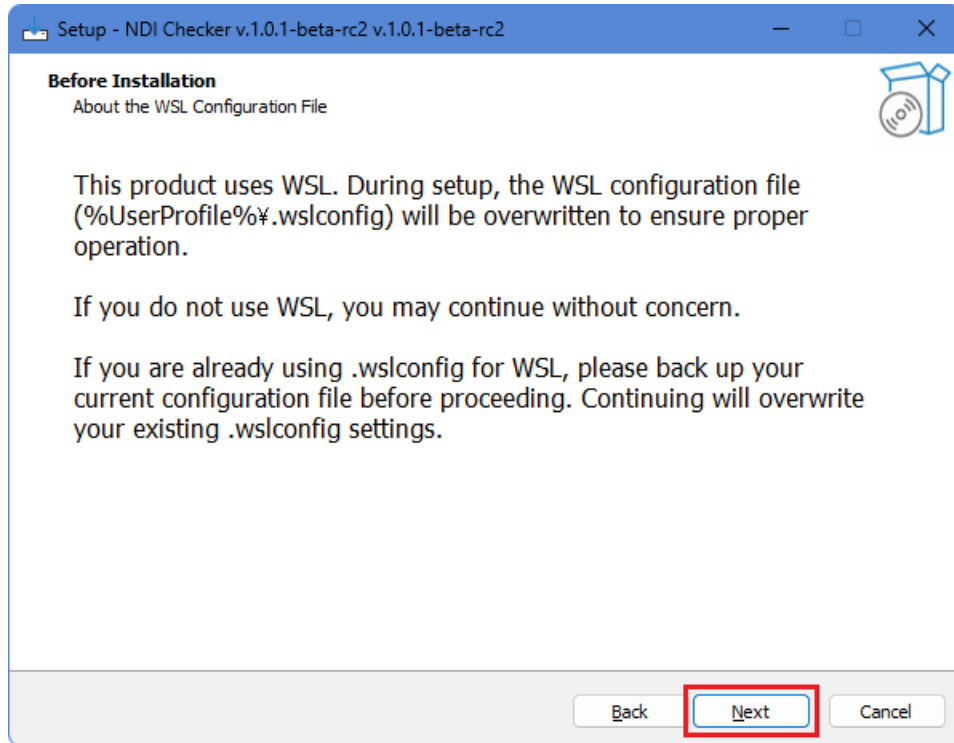 Setup - NDI Checker v.1.0.1-beta-rc2 v.1.0.1-beta-rc2
Before Installation
About the WSL Configuration File
This product uses WSL. During setup, the WSL configuration file
(%UserProfile%¥.wslconfig) will be overwritten to ensure proper
operation.
If you do not use WSL, you may continue without concern.
If you are already using .wslconfig for WSL, please back up your
current configuration file before proceeding. Continuing will overwrite
your existing .wslconfig settings.
Back
Next
Cancel